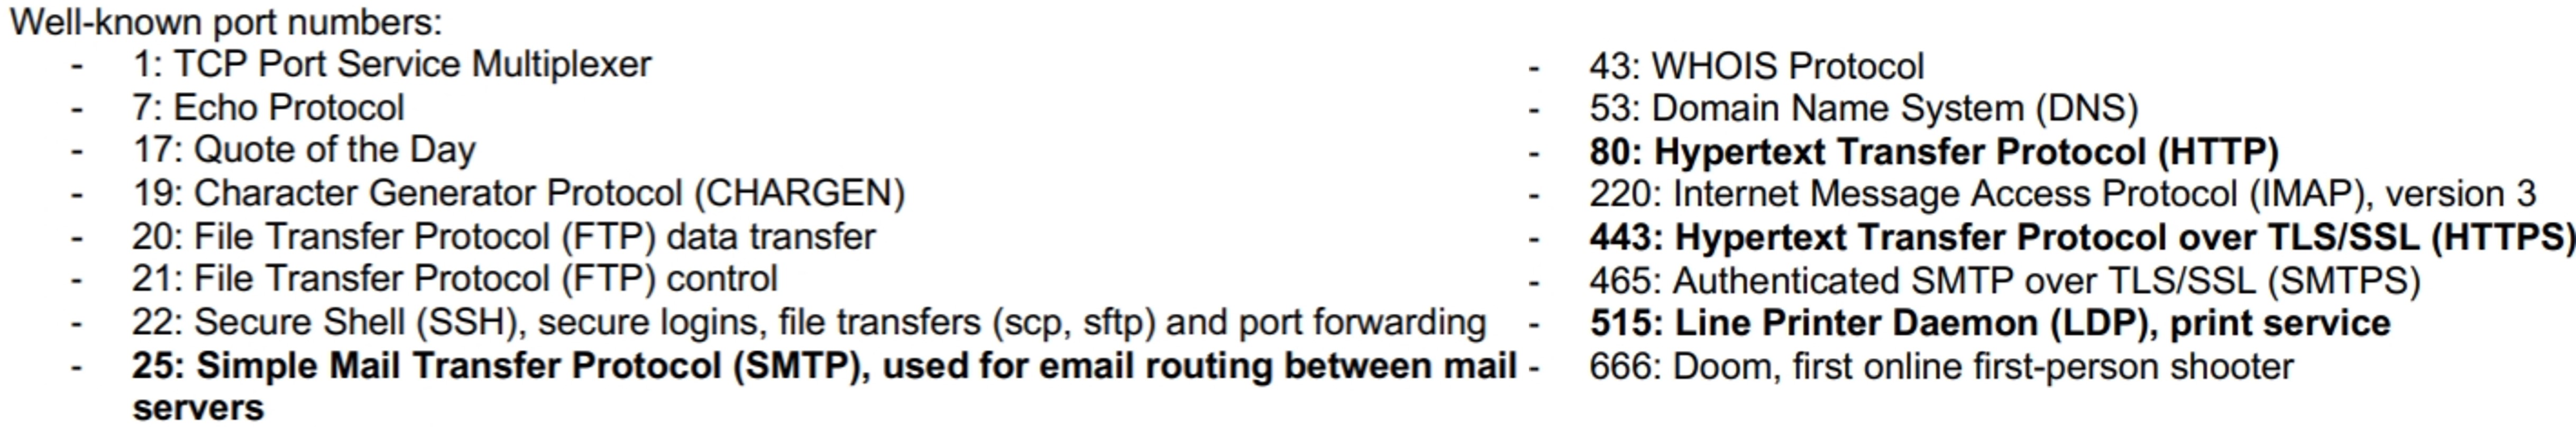 Well-known port numbers:
- 1: TCP Port Service Multiplexer
- 7: Echo Protocol
- 17: Quote of the Day
- 19: Character Generator Protocol (CHARGEN)
- 20: File Transfer Protocol (FTP) data transfer
- 21: File Transfer Protocol (FTP) control
- 22: Secure Shell (SSH), secure logins, file transfers (scp, sftp) and port forwarding
- 25: Simple Mail Transfer Protocol (SMTP), used for email routing between mail
servers
- 43: WHOIS Protocol
- 53: Domain Name System (DNS)
- 80: Hypertext Transfer Protocol (HTTP)
- 220: Internet Message Access Protocol (IMAP), version 3
- 443: Hypertext Transfer Protocol over TLS/SSL (HTTPS)
- 465: Authenticated SMTP over TLS/SSL (SMTPS)
- 515: Line Printer Daemon (LDP), print service
- 666: Doom, first online first-person shooter